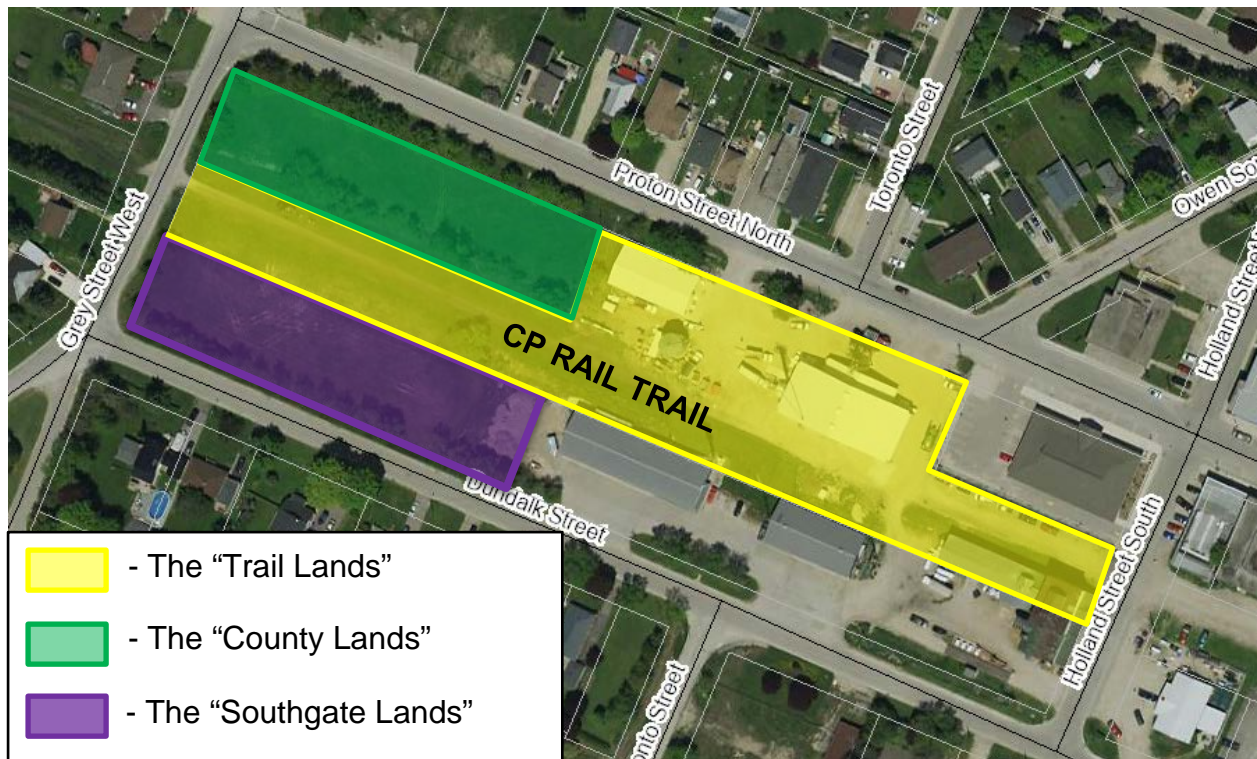 Proton Street North
Toronto Street
Owen So
Holland Street
Grey Street West
CP RAIL TRAIL
Dundalk Street
Holland Street South
onto Street
- The “Trail Lands”
- The “County Lands”
- The “Southgate Lands”